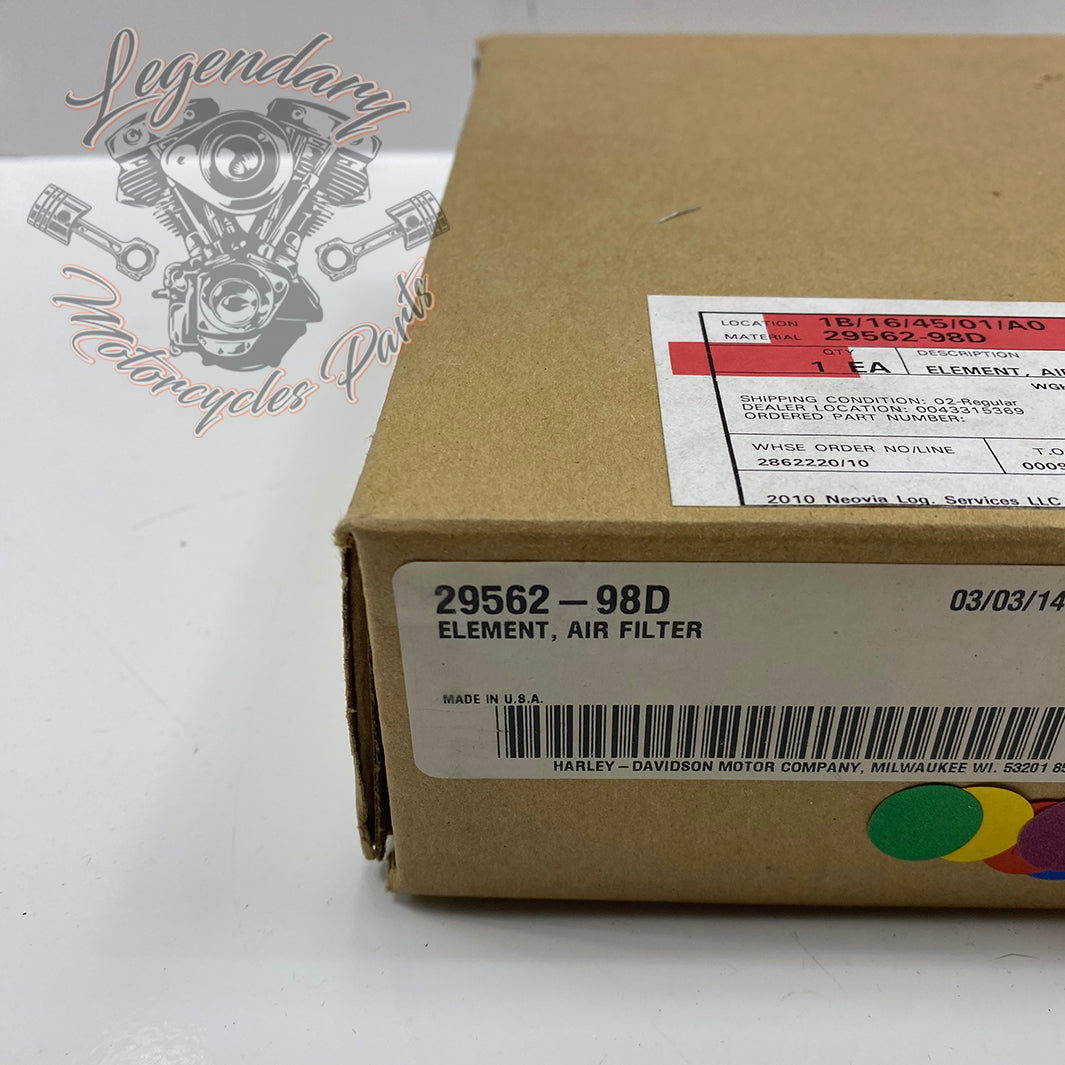 Legendary
Motorcycles Parts
LOCATION 1B/16/45/01/A0
MATERIAL 29562-98D
QTY DESCRIPTION
1 EA ELEMENT, AIR
SHIPPING CONDITION: 02-Regular
DEALER LOCATION: 0043315369
ORDERED PART NUMBER:
WHSE ORDER NO/LINE T.O
2862220/10 0009
2010 Neovia Log. Services LLC
29562-98D 03/03/14
ELEMENT, AIR FILTER
MADE IN U.S.A.
HARLEY-DAVIDSON MOTOR COMPANY, MILWAUKEE WI. 53201